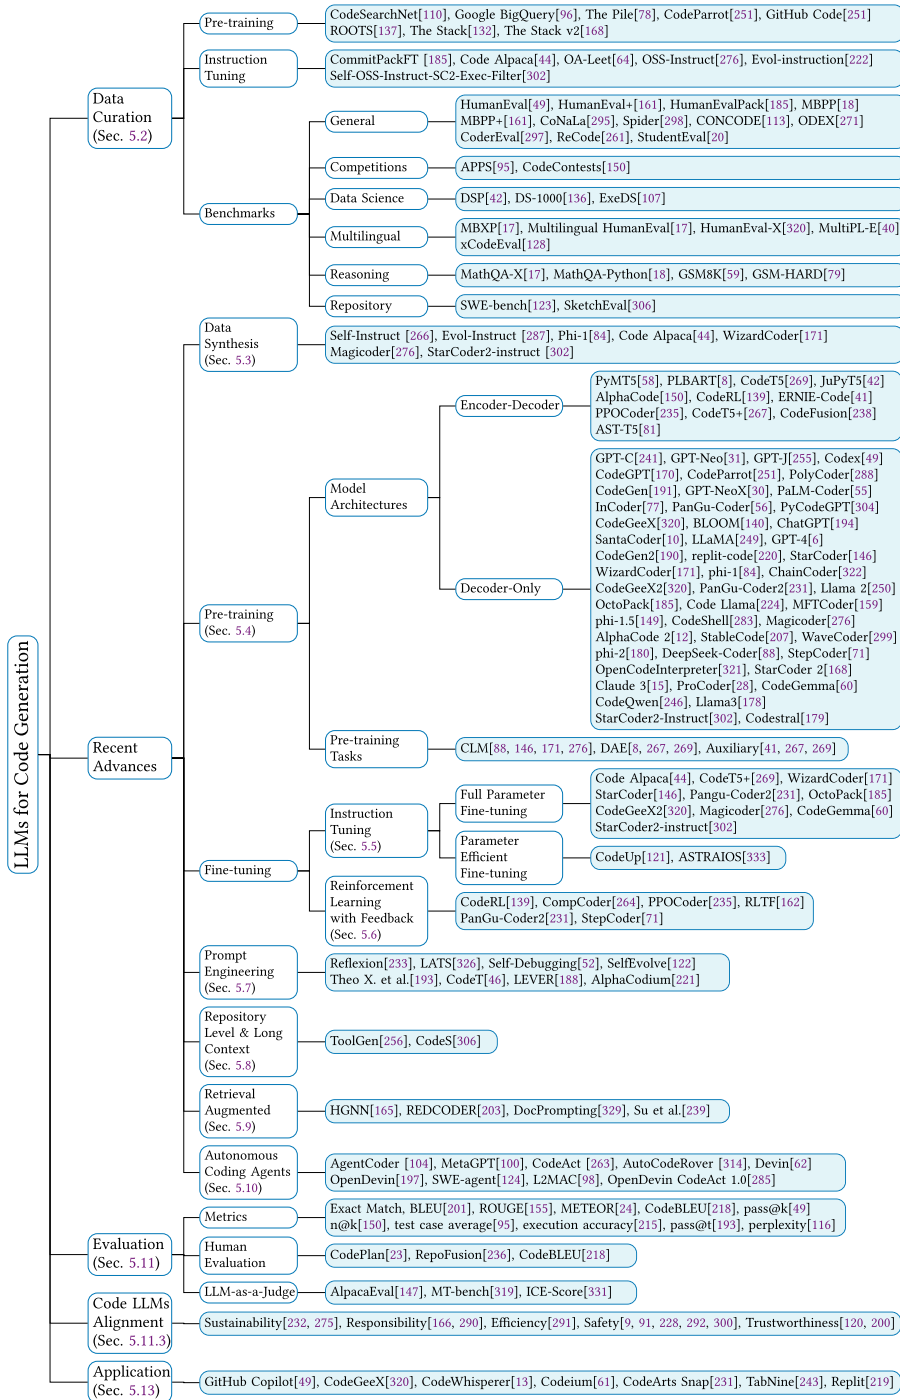 LLMs for Code Generation
Data
Curation
(Sec. 5.2)
Pre-training
CodeSearchNet[110], Google BigQuery[96], The Pile[78], CodeParrot[251], GitHub Code[251]
ROOTS[137], The Stack[132], The Stack v2[168]
Instruction
Tuning
CommitPackFT [185], Code Alpaca[44], OA-Leet[64], OSS-Instruct[276], Evol-instruction[222]
Self-OSS-Instruct-SC2-Exec-Filter[302]
Benchmarks
General
HumanEval[49], HumanEval+[161], HumanEvalPack[185], MBPP[18]
MBPP+[161], CoNaLa[295], Spider[298], CONCODE[113], ODEX[271]
CoderEval[297], ReCode[261], StudentEval[20]
Competitions
APPS[95], CodeContests[150]
Data Science
DSP[42], DS-1000[136], ExeDS[107]
Multilingual
MBXP[17], Multilingual HumanEval[17], HumanEval-X[320], MultiPL-E[40]
xCodeEval[128]
Reasoning
MathQA-X[17], MathQA-Python[18], GSM8K[59], GSM-HARD[79]
Repository
SWE-bench[123], SketchEval[306]
Recent
Advances
Data
Synthesis
(Sec. 5.3)
Self-Instruct [266], Evol-Instruct [287], Phi-1[84], Code Alpaca[44], WizardCoder[171]
Magicoder[276], StarCoder2-instruct [302]
Pre-training
(Sec. 5.4)
Model
Architectures
Encoder-Decoder
PyMT5[58], PLBART[8], CodeT5[269], JuPyT5[42]
AlphaCode[150], CodeRL[139], ERNIE-Code[41]
PPOCoder[235], CodeT5+[267], CodeFusion[238]
AST-T5[81]
Decoder-Only
GPT-C[241], GPT-Neo[31], GPT-J[255], Codex[49]
CodeGPT[170], CodeParrot[251], PolyCoder[288]
CodeGen[191], GPT-NeoX[30], PaLM-Coder[55]
InCoder[77], PanGu-Coder[56], PyCodeGPT[304]
CodeGeeX[320], BLOOM[140], ChatGPT[194]
SantaCoder[10], LLaMA[249], GPT-4[6]
CodeGen2[190], replit-code[220], StarCoder[146]
WizardCoder[171], phi-1[84], ChainCoder[322]
CodeGeeX2[320], PanGu-Coder2[231], Llama 2[250]
OctoPack[185], Code Llama[224], MFTCoder[159]
phi-1.5[149], CodeShell[283], Magicoder[276]
AlphaCode 2[12], StableCode[207], WaveCoder[299]
phi-2[180], DeepSeek-Coder[88], StepCoder[71]
OpenCodeInterpreter[321], StarCoder 2[168]
Claude 3[15], ProCoder[28], CodeGemma[60]
CodeQwen[246], Llama3[178]
StarCoder2-Instruct[302], Codestral[179]
Pre-training
Tasks
CLM[88, 146, 171, 276], DAE[8, 267, 269], Auxiliary[41, 267, 269]
Fine-tuning
Instruction
Tuning
(Sec. 5.5)
Full Parameter
Fine-tuning
Code Alpaca[44], CodeT5+[269], WizardCoder[171]
StarCoder[146], Pangu-Coder2[231], OctoPack[185]
CodeGeeX2[320], Magicoder[276], CodeGemma[60]
StarCoder2-instruct[302]
Parameter
Efficient
Fine-tuning
CodeUp[121], ASTRAIOS[333]
Reinforcement
Learning
with Feedback
(Sec. 5.6)
CodeRL[139], CompCoder[264], PPOCoder[235], RLTF[162]
PanGu-Coder2[231], StepCoder[71]
Prompt
Engineering
(Sec. 5.7)
Reflexion[233], LATS[326], Self-Debugging[52], SelfEvolve[122]
Theo X. et al.[193], CodeT[46], LEVER[188], AlphaCodium[221]
Repository
Level & Long
Context
(Sec. 5.8)
ToolGen[256], CodeS[306]
Retrieval
Augmented
(Sec. 5.9)
HGNN[165], REDCODER[203], DocPrompting[329], Su et al.[239]
Autonomous
Coding Agents
(Sec. 5.10)
AgentCoder [104], MetaGPT[100], CodeAct [263], AutoCodeRover [314], Devin[62]
OpenDevin[197], SWE-agent[124], L2MAC[98], OpenDevin CodeAct 1.0[285]
Evaluation
(Sec. 5.11)
Metrics
Exact Match, BLEU[201], ROUGE[155], METEOR[24], CodeBLEU[218], pass@k[49]
n@k[150], test case average[95], execution accuracy[215], pass@t[193], perplexity[116]
Human
Evaluation
CodePlan[23], RepoFusion[236], CodeBLEU[218]
LLM-as-a-Judge
AlpacaEval[147], MT-bench[319], ICE-Score[331]
Code LLMs
Alignment
(Sec. 5.11.3)
Sustainability[232, 275], Responsibility[166, 290], Efficiency[291], Safety[9, 91, 228, 292, 300], Trustworthiness[120, 200]
Application
(Sec. 5.13)
GitHub Copilot[49], CodeGeeX[320], CodeWhisperer[13], Codeium[61], CodeArts Snap[231], TabNine[243], Replit[219]